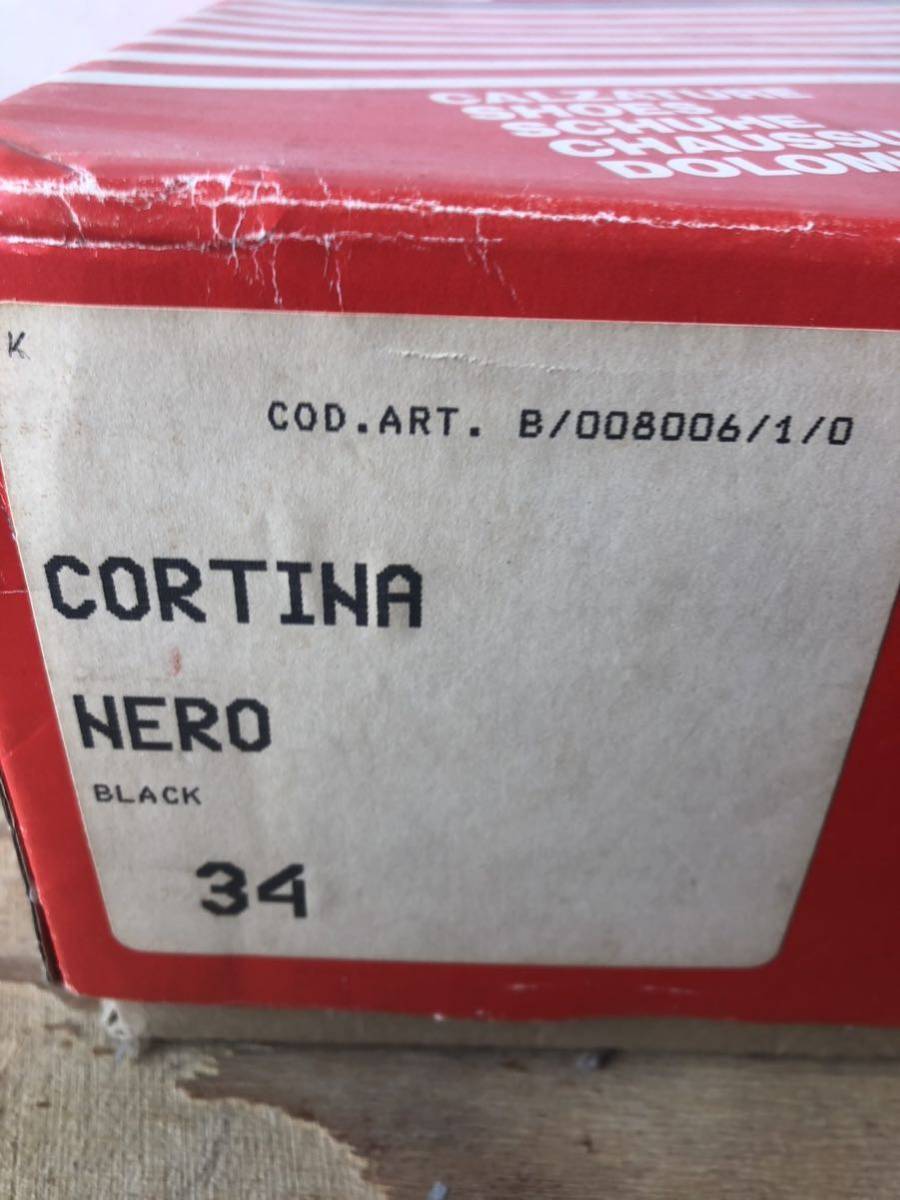 CALZATURE
SHOES
SCHUHE
K
COD.ART. B/008006/1/0
CORTINA
NERO
BLACK
34